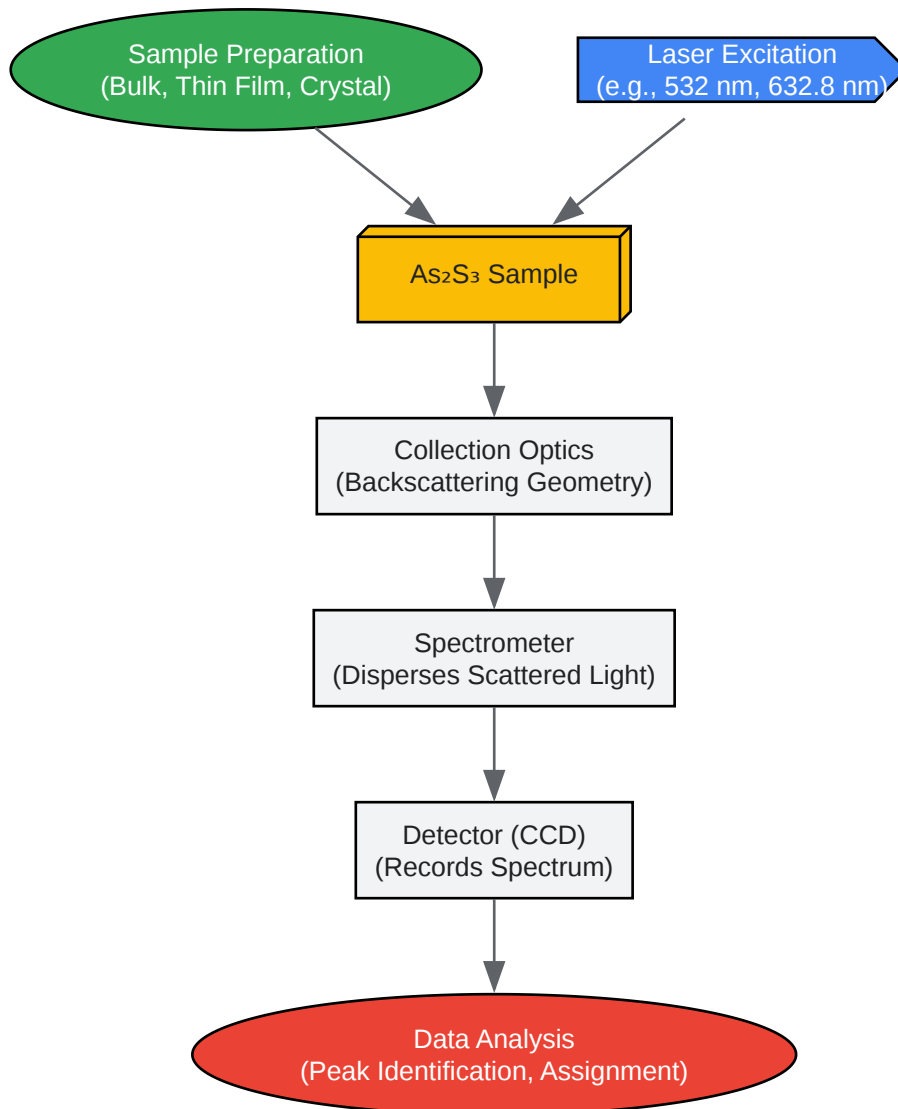 Sample Preparation
(Bulk, Thin Film, Crystal)
Laser Excitation
(e.g., 532 nm, 632.8 nm)
As₂S₃ Sample
Collection Optics
(Backscattering Geometry)
Spectrometer
(Disperses Scattered Light)
Detector (CCD)
(Records Spectrum)
Data Analysis
(Peak Identification, Assignment)